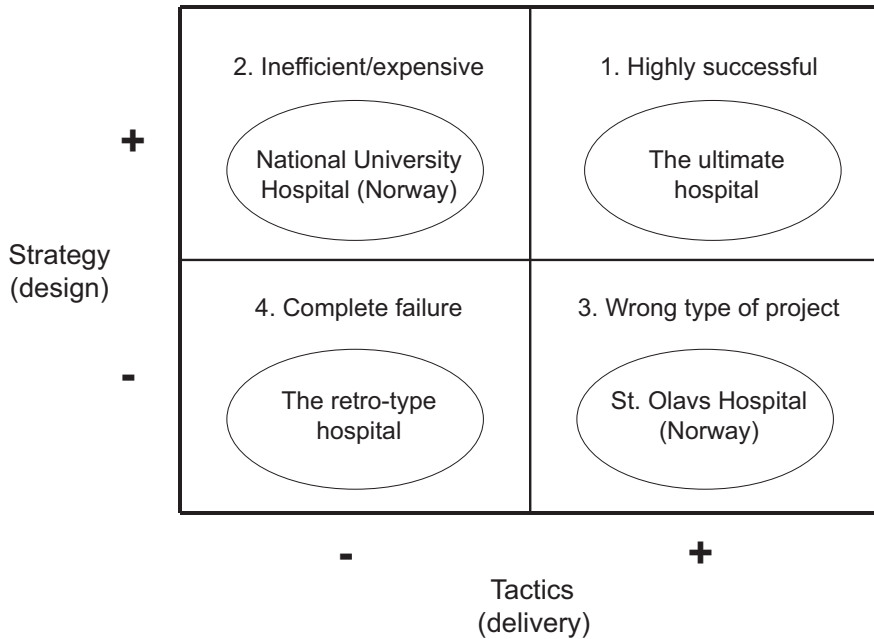 2. Inefficient/expensive
1. Highly successful
+
National University
Hospital (Norway)
The ultimate
hospital
Strategy
(design)
4. Complete failure
3. Wrong type of project
-
The retro-type
hospital
St. Olavs Hospital
(Norway)
-
+
Tactics
(delivery)